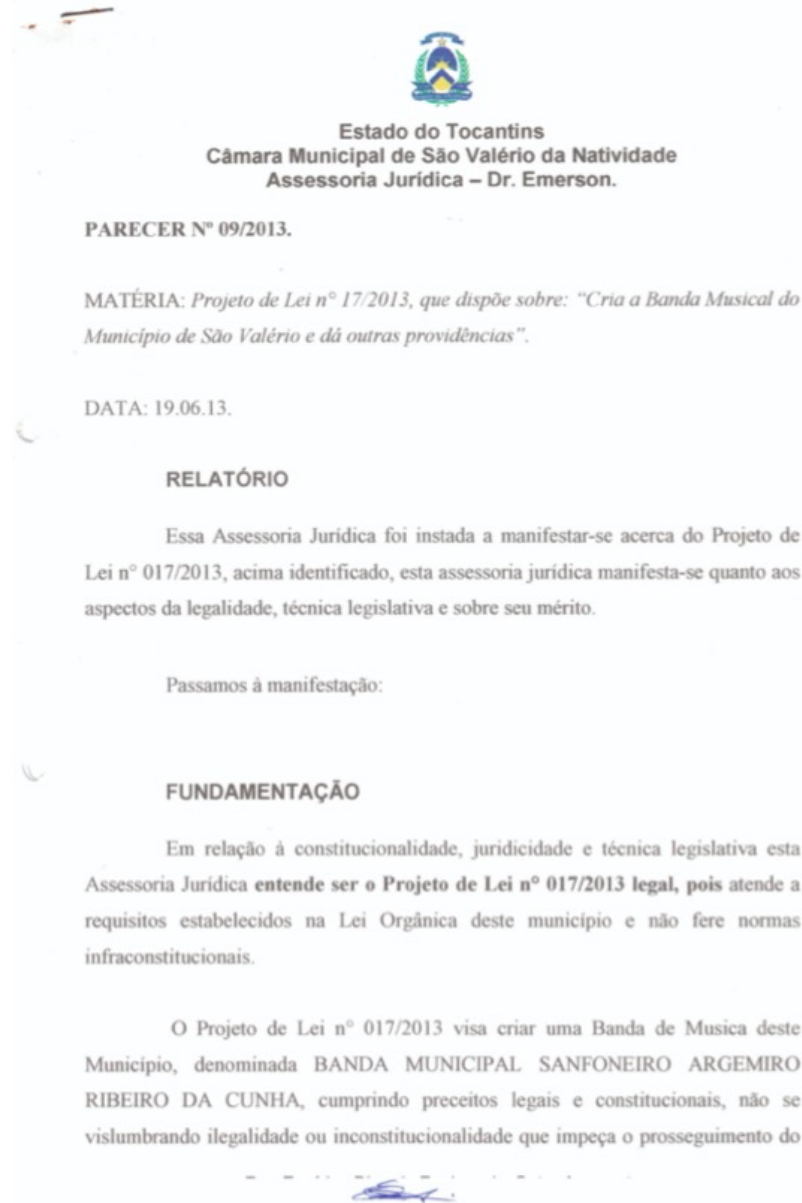 Estado do Tocantins
Câmara Municipal de São Valério da Natividade
Assessoria Jurídica – Dr. Emerson.
PARECER Nº 09/2013.
MATÉRIA: Projeto de Lei n° 17/2013, que dispõe sobre: “Cria a Banda Musical do
Município de São Valério e dá outras providências”.
DATA: 19.06.13.
RELATÓRIO
Essa Assessoria Jurídica foi instada a manifestar-se acerca do Projeto de
Lei n° 017/2013, acima identificado, esta assessoria jurídica manifesta-se quanto aos
aspectos da legalidade, técnica legislativa e sobre seu mérito.
Passamos à manifestação:
FUNDAMENTAÇÃO
Em relação à constitucionalidade, juridicidade e técnica legislativa esta
Assessoria Jurídica entende ser o Projeto de Lei n° 017/2013 legal, pois atende a
requisitos estabelecidos na Lei Orgânica deste município e não fere normas
infraconstitucionais.
O Projeto de Lei n° 017/2013 visa criar uma Banda de Musica deste
Município, denominada BANDA MUNICIPAL SANFONEIRO ARGEMIRO
RIBEIRO DA CUNHA, cumprindo preceitos legais e constitucionais, não se
vislumbrando ilegalidade ou inconstitucionalidade que impeça o prosseguimento do